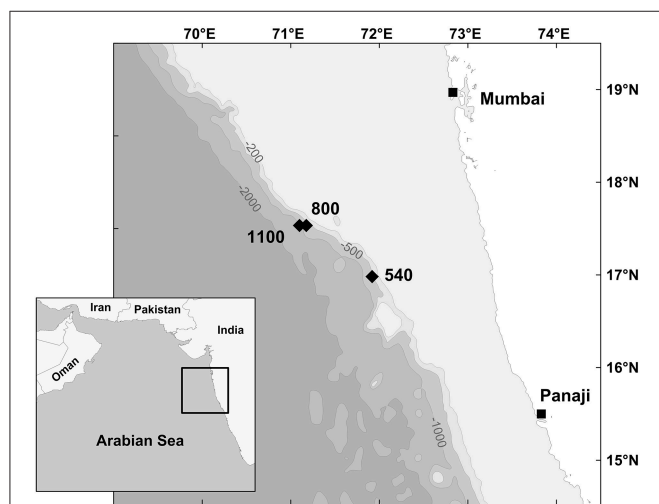 70°E 71°E 72°E 73°E 74°E
19°N
Mumbai
-200
18°N
-2000
800
1100
-500
17°N
540
Iran Pakistan
India
Oman
16°N
Panaji
-1000
Arabian Sea
15°N